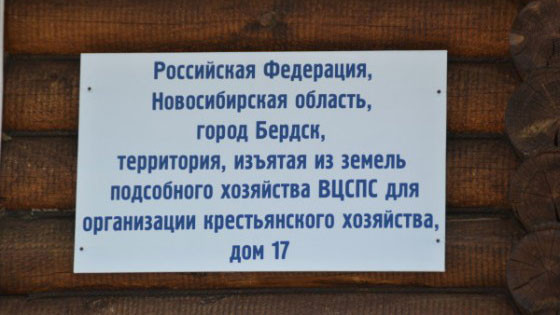 Российская Федерация,
Новосибирская область,
город Бердск,
территория, изъятая из земель
подсобного хозяйства ВЦСПС для
организации крестьянского хозяйства,
дом 17